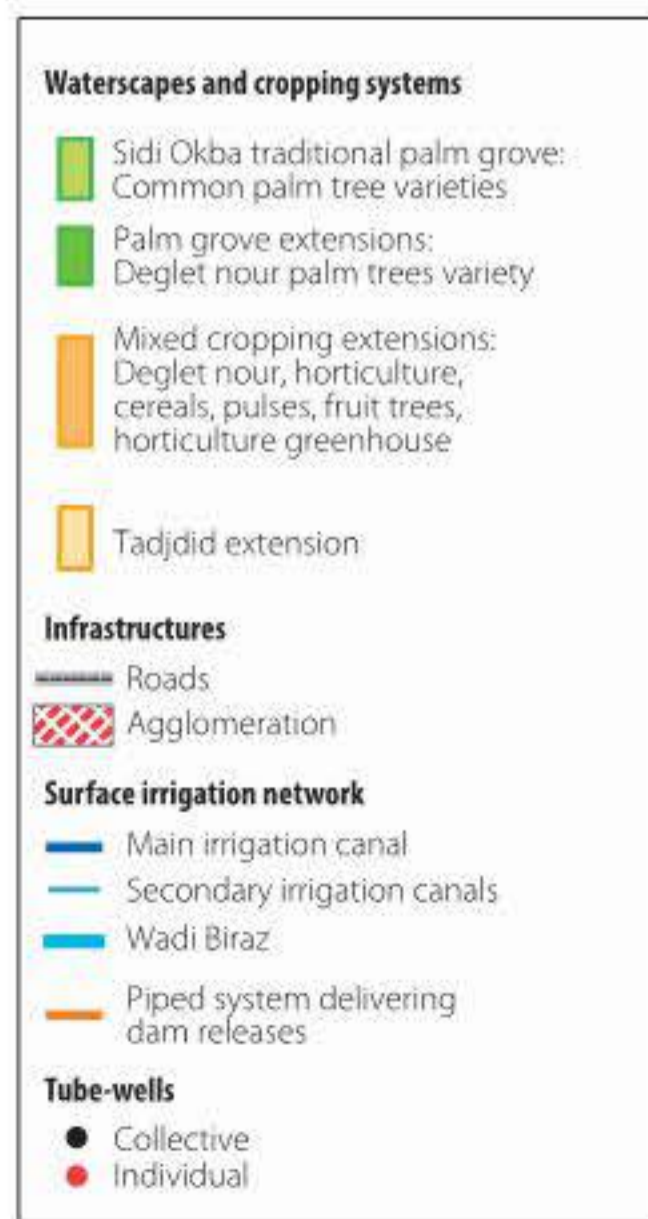 Waterscapes and cropping systems
Sidi Okba traditional palm grove:
Common palm tree varieties
Palm grove extensions:
Deglet nour palm trees variety
Mixed cropping extensions:
Deglet nour, horticulture,
cereals, pulses, fruit trees,
horticulture greenhouse
Tadjdid extension
Infrastructures
Roads
Agglomeration
Surface irrigation network
Main irrigation canal
Secondary irrigation canals
Wadi Biraz
Piped system delivering
dam releases
Tube-wells
Collective
Individual